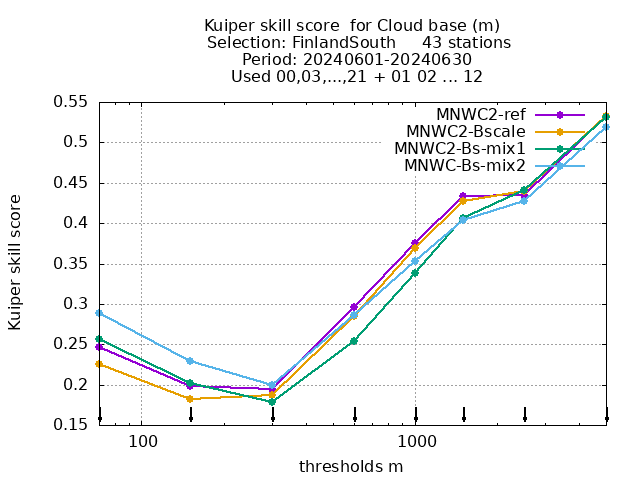 Kuiper skill score  for Cloud base (m)
Selection: FinlandSouth     43 stations
Period: 20240601-20240630
Used 00,03,...,21 + 01 02 ... 12
MNWC2-ref
MNWC2-Bscale
MNWC2-Bs-mix1
MNWC-Bs-mix2
Kuiper skill score
0.55
0.5
0.45
0.4
0.35
0.3
0.25
0.2
0.15
100
1000
thresholds m